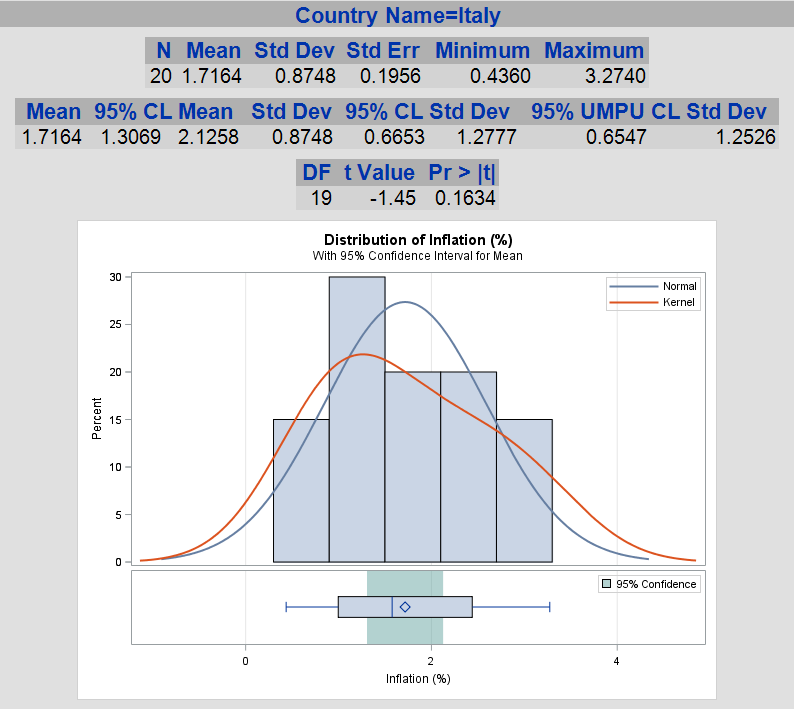 Country Name=Italy
N Mean Std Dev Std Err Minimum Maximum
20 1.7164 0.8748 0.1956 0.4360 3.2740
Mean 95% CL Mean Std Dev 95% CL Std Dev 95% UMPU CL Std Dev
1.7164 1.3069 2.1258 0.8748 0.6653 1.2777 0.6547 1.2526
DF t Value Pr > |t|
19 -1.45 0.1634
Distribution of Inflation (%)
With 95% Confidence Interval for Mean
30
25
20
15
10
5
0
Percent
Normal
Kernel
95% Confidence
0 2 4
Inflation (%)